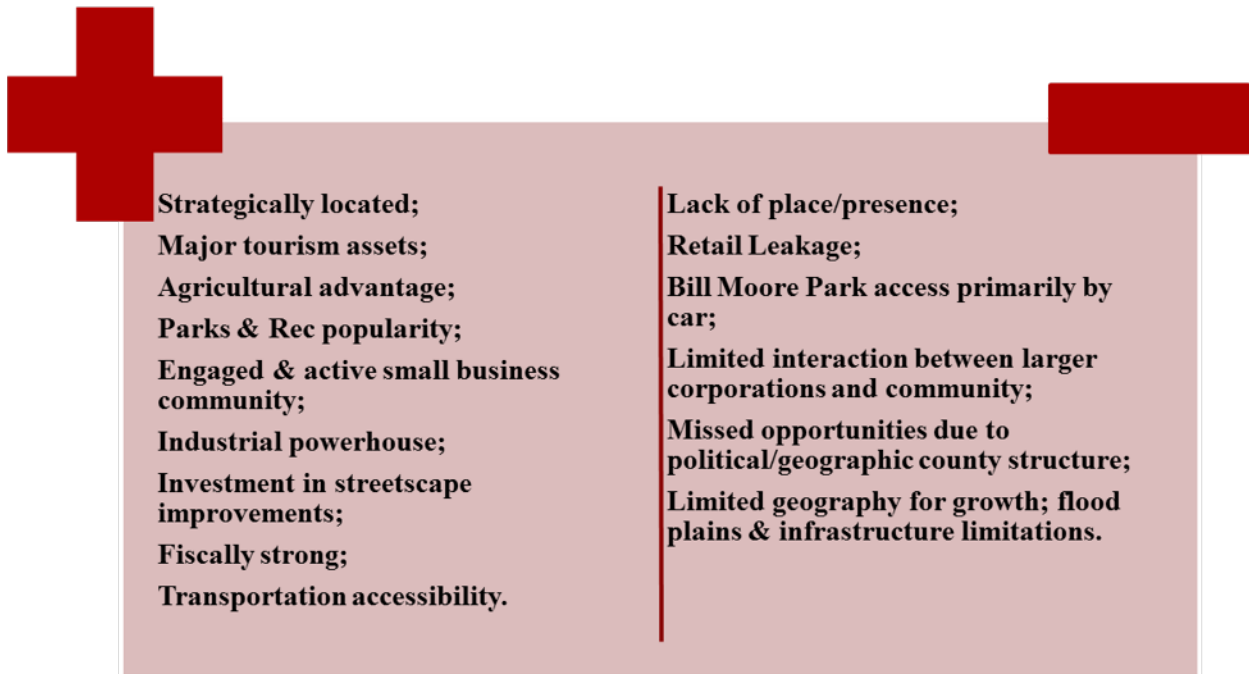 Strategically located;
Major tourism assets;
Agricultural advantage;
Parks & Rec popularity;
Engaged & active small business
community;
Industrial powerhouse;
Investment in streetscape
improvements;
Fiscally strong;
Transportation accessibility.
Lack of place/presence;
Retail Leakage;
Bill Moore Park access primarily by
car;
Limited interaction between larger
corporations and community;
Missed opportunities due to
political/geographic county structure;
Limited geography for growth; flood
plains & infrastructure limitations.